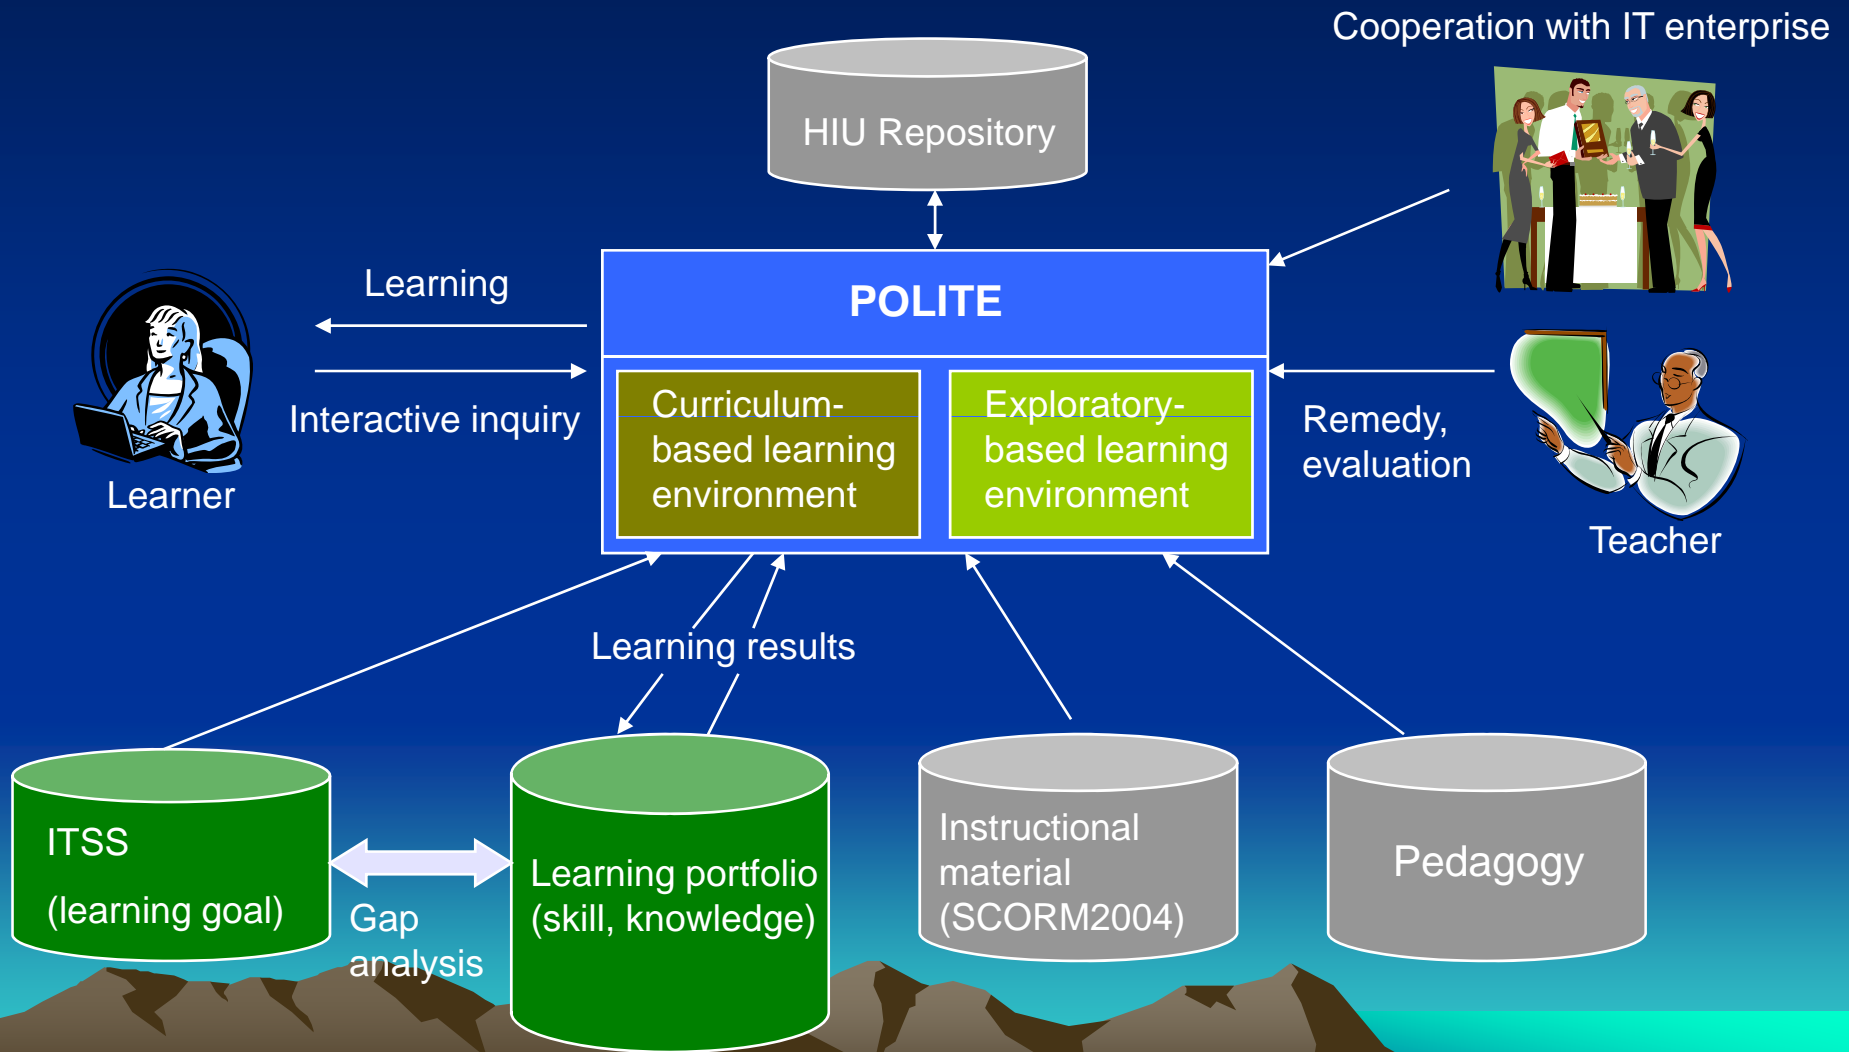 Cooperation with IT enterprise
HIU Repository
Learning
POLITE
Interactive inquiry
Curriculum-
based learning
environment
Exploratory-
based learning
environment
Remedy,
evaluation
Learner
Teacher
Learning results
ITSS
(learning goal)
Gap
analysis
Learning portfolio
(skill, knowledge)
Instructional
material
(SCORM2004)
Pedagogy